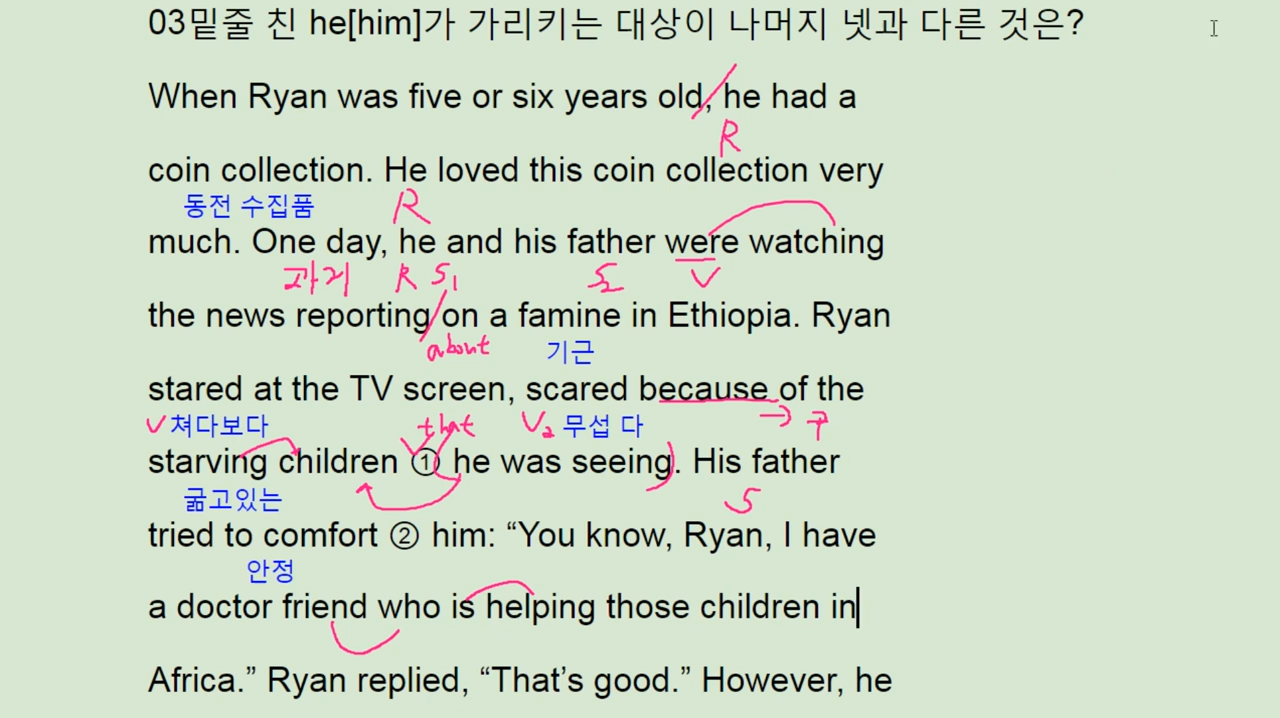 03밑줄 친 he[him]가 가리키는 대상이 나머지 넷과 다른 것은?
When Ryan was five or six years old, he had a
R
coin collection. He loved this coin collection very
동전 수집품 R
much. One day, he and his father were watching
과거 R S1 S2 V
the news reporting on a famine in Ethiopia. Ryan
about 기근
stared at the TV screen, scared because of the
V 쳐다보다 that V2 무섭 다 →
starving children ① he was seeing. His father
굶고있는 S
tried to comfort ② him: “You know, Ryan, I have
안정
a doctor friend who is helping those children in
Africa.” Ryan replied, “That’s good.” However, he